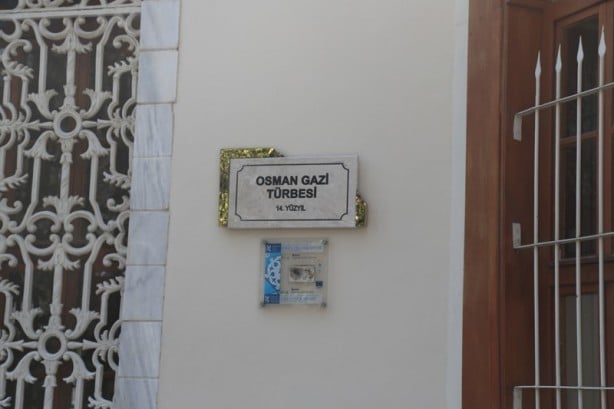 OSMAN GAZİ
TÜRBESİ
14. YÜZYIL